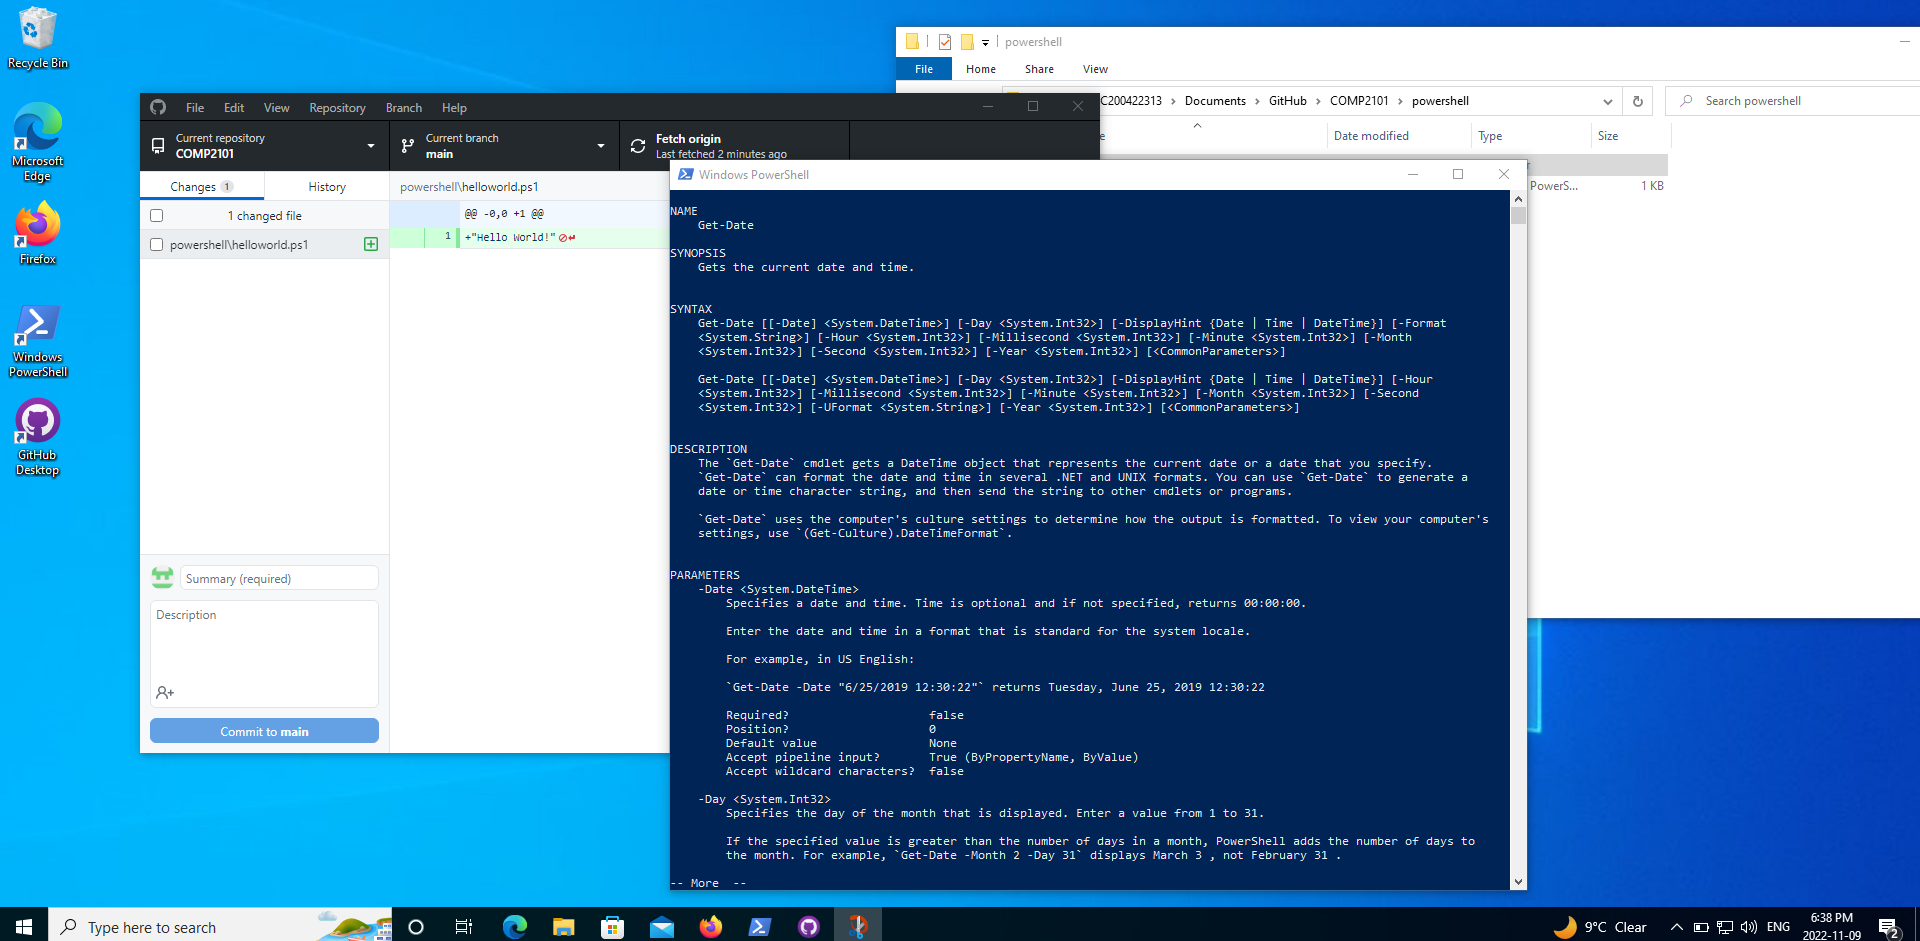 Recycle Bin
Microsoft
Edge
Firefox
Windows
PowerShell
GitHub
Desktop
File Edit View Repository Branch Help
Current repository
COMP2101
Current branch
main
Fetch origin
Last fetched 2 minutes ago
Changes 1
History
1 changed file
powershell\helloworld.ps1
powershell\helloworld.ps1
@@ -0,0 +1 @@
1 +"Hello World!"
Summary (required)
Description
Commit to main
powershell
File Home Share View
C200422313 › Documents › GitHub › COMP2101 › powershell
Search powershell
Date modified Type Size
PowerS... 1 KB
Windows PowerShell
NAME
Get-Date
SYNOPSIS
Gets the current date and time.
SYNTAX
Get-Date [[-Date] <System.DateTime>] [-Day <System.Int32>] [-DisplayHint {Date | Time | DateTime}] [-Format
<System.String>] [-Hour <System.Int32>] [-Millisecond <System.Int32>] [-Minute <System.Int32>] [-Month
<System.Int32>] [-Second <System.Int32>] [-Year <System.Int32>] [<CommonParameters>]
Get-Date [[-Date] <System.DateTime>] [-Day <System.Int32>] [-DisplayHint {Date | Time | DateTime}] [-Hour
<System.Int32>] [-Millisecond <System.Int32>] [-Minute <System.Int32>] [-Month <System.Int32>] [-Second
<System.Int32>] [-UFormat <System.String>] [-Year <System.Int32>] [<CommonParameters>]
DESCRIPTION
The `Get-Date` cmdlet gets a DateTime object that represents the current date or a date that you specify.
`Get-Date` can format the date and time in several .NET and UNIX formats. You can use `Get-Date` to generate a
date or time character string, and then send the string to other cmdlets or programs.
`Get-Date` uses the computer's culture settings to determine how the output is formatted. To view your computer's
settings, use `(Get-Culture).DateTimeFormat`.
PARAMETERS
-Date <System.DateTime>
Specifies a date and time. Time is optional and if not specified, returns 00:00:00.
Enter the date and time in a format that is standard for the system locale.
For example, in US English:
`Get-Date -Date "6/25/2019 12:30:22"` returns Tuesday, June 25, 2019 12:30:22
Required? false
Position? 0
Default value None
Accept pipeline input? True (ByPropertyName, ByValue)
Accept wildcard characters? false
-Day <System.Int32>
Specifies the day of the month that is displayed. Enter a value from 1 to 31.
If the specified value is greater than the number of days in a month, PowerShell adds the number of days to
the month. For example, `Get-Date -Month 2 -Day 31` displays March 3 , not February 31 .
-- More --
Type here to search
9°C Clear
ENG
6:38 PM
2022-11-09
2